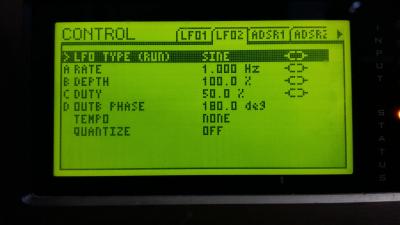 CONTROL LFO1 LFO2 ADSR1 ADSR2
> LFO TYPE (RUN) SINE
A RATE 1.000 Hz
B DEPTH 100.0 %
C DUTY 50.0 %
D OUTB PHASE 180.0 deg
TEMPO NONE
QUANTIZE OFF
INPUT
STATUS